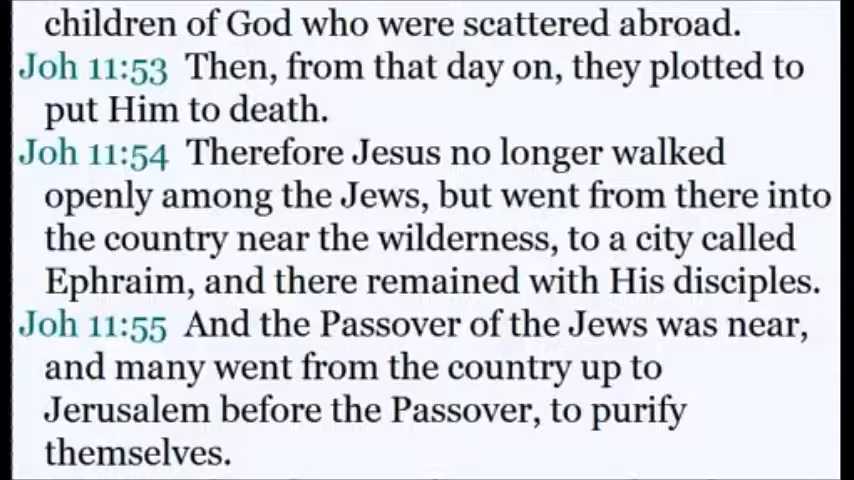 children of God who were scattered abroad.
Joh 11:53 Then, from that day on, they plotted to
put Him to death.
Joh 11:54 Therefore Jesus no longer walked
openly among the Jews, but went from there into
the country near the wilderness, to a city called
Ephraim, and there remained with His disciples.
Joh 11:55 And the Passover of the Jews was near,
and many went from the country up to
Jerusalem before the Passover, to purify
themselves.